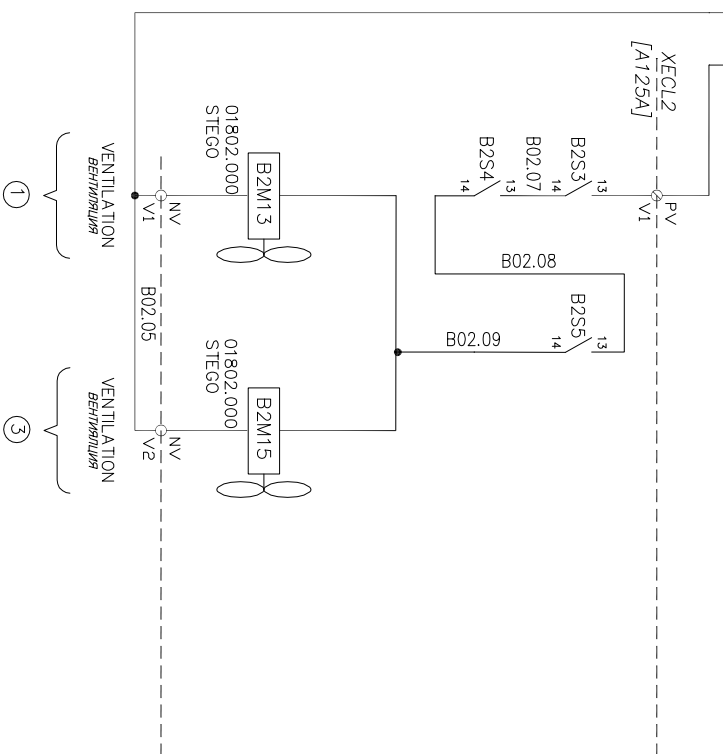 XECL2
[A125A]
PV
V1
13
B2S3
14
B02.07
13
B2S4
14
B02.08
13
B2S5
14
B02.09
B2M13
01802.000
STEGO
B2M15
01802.000
STEGO
NV
V1
B02.05
NV
V2
VENTILATION
ВЕНТИЛЯЦИЯ
VENTILATION
ВЕНТИЯЛЦИЯ
1
3